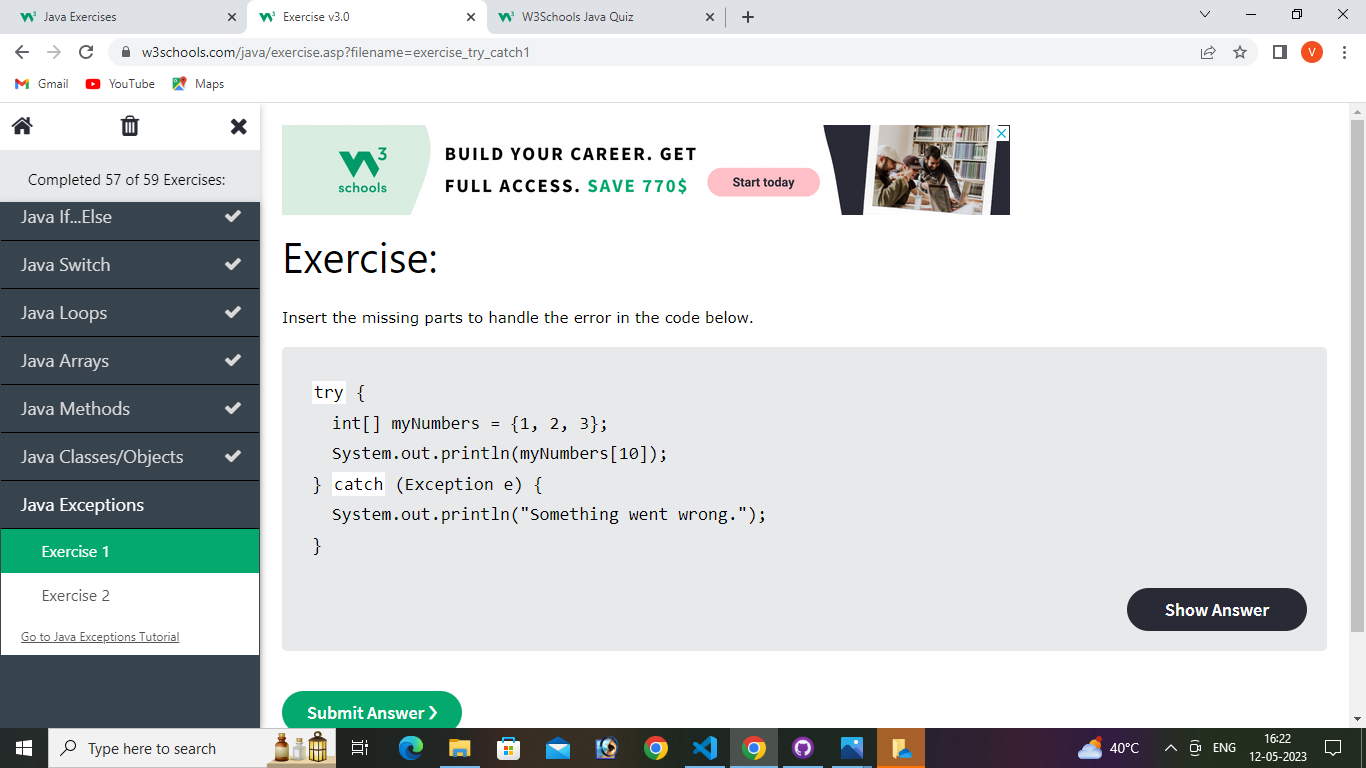 Java Exercises
Exercise v3.0
W3Schools Java Quiz
w3schools.com/java/exercise.asp?filename=exercise_try_catch1
V
Gmail
YouTube
Maps
Completed 57 of 59 Exercises:
Java If...Else
Java Switch
Java Loops
Java Arrays
Java Methods
Java Classes/Objects
Java Exceptions
Exercise 1
Exercise 2
Go to Java Exceptions Tutorial
W3
schools
BUILD YOUR CAREER. GET
FULL ACCESS. SAVE 770$
Start today
Exercise:
Insert the missing parts to handle the error in the code below.
try {
int[] myNumbers = {1, 2, 3};
System.out.println(myNumbers[10]);
} catch (Exception e) {
System.out.println("Something went wrong.");
}
Show Answer
Submit Answer ❯
Type here to search
40°C
ENG
16:22
12-05-2023